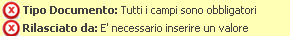 Tipo Documento: Tutti i campi sono obbligatori
Rilasciato da: E' necessario inserire un valore